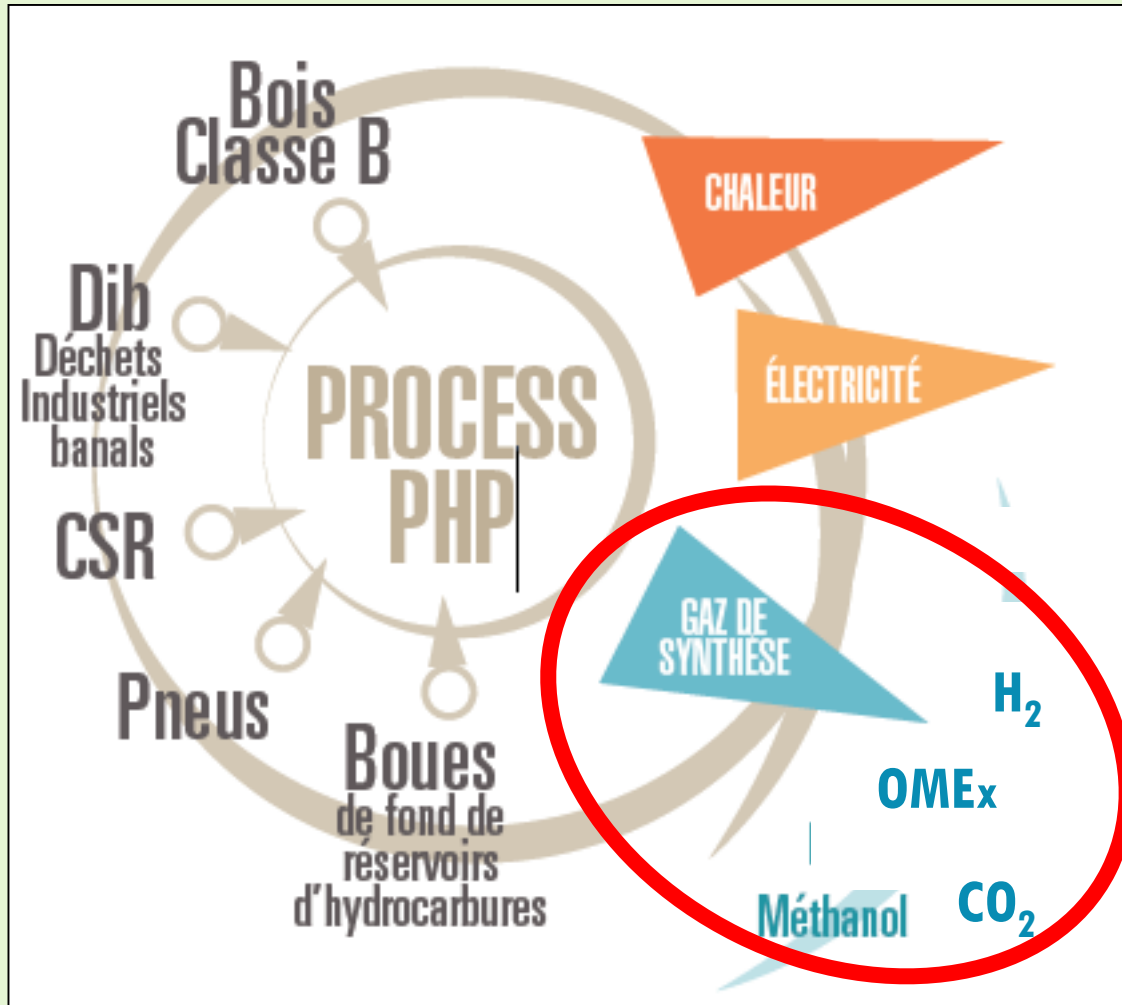 Bois
Classe B
Dib
Déchets
Industriels
banals
CSR
Pneus
Boues
de fond de
réservoirs
d'hydrocarbures
PROCESS
PHP
CHALEUR
ÉLECTRICITÉ
GAZ DE
SYNTHÈSE
H₂
OMEx
Méthanol
CO₂